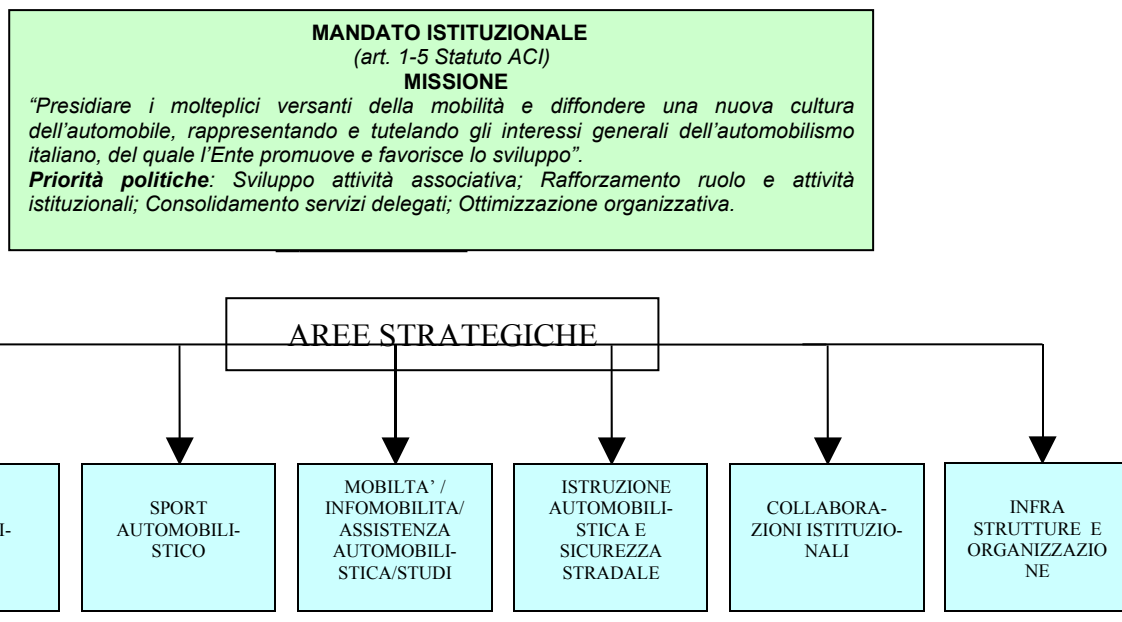 MANDATO ISTITUZIONALE
(art. 1-5 Statuto ACI)
MISSIONE
“Presidiare i molteplici versanti della mobilità e diffondere una nuova cultura
dell’automobile, rappresentando e tutelando gli interessi generali dell’automobilismo
italiano, del quale l’Ente promuove e favorisce lo sviluppo”.
Priorità politiche: Sviluppo attività associativa; Rafforzamento ruolo e attività
istituzionali; Consolidamento servizi delegati; Ottimizzazione organizzativa.
AREE STRATEGICHE
I-
SPORT
AUTOMOBILI-
STICO
MOBILTA’ /
INFOMOBILITA/
ASSISTENZA
AUTOMOBILI-
STICA/STUDI
ISTRUZIONE
AUTOMOBILI-
STICA E
SICUREZZA
STRADALE
COLLABORA-
ZIONI ISTITUZIO-
NALI
INFRA
STRUTTURE E
ORGANIZZAZIO
NE